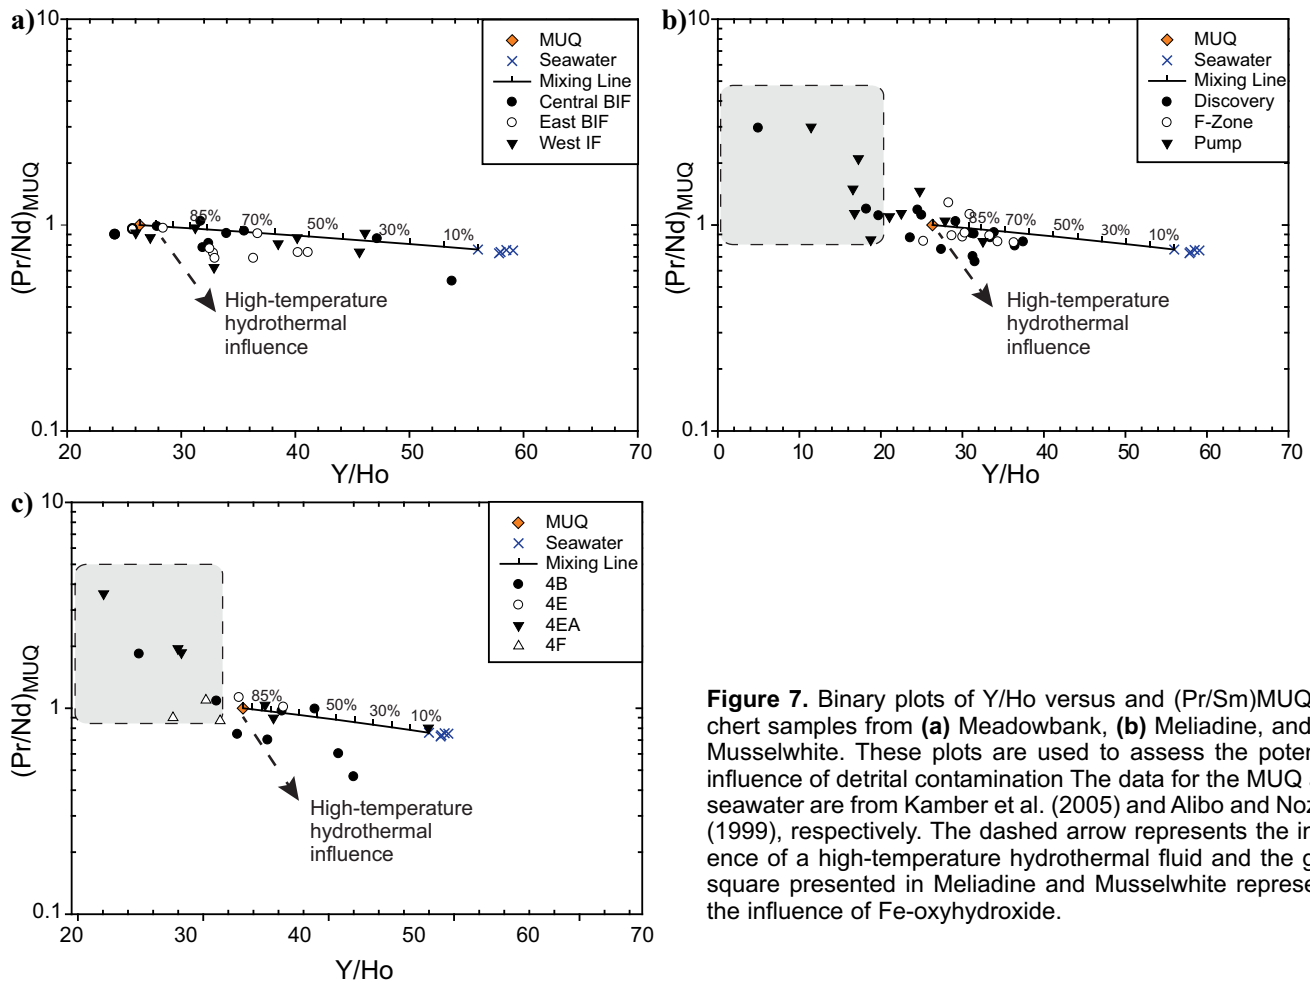 a)
10
1
0.1
(Pr/Nd)MUQ
MUQ
Seawater
Mixing Line
Central BIF
East BIF
West IF
85%
70%
50%
30%
10%
High-temperature
hydrothermal
influence
20 30 40 50 60 70
Y/Ho
b)
10
1
0.1
(Pr/Nd)MUQ
MUQ
Seawater
Mixing Line
Discovery
F-Zone
Pump
85%
70%
50%
30%
10%
High-temperature
hydrothermal
influence
0 10 20 30 40 50 60 70
Y/Ho
c)
10
1
0.1
(Pr/Nd)MUQ
MUQ
Seawater
Mixing Line
4B
4E
4EA
4F
85%
50%
30%
10%
High-temperature
hydrothermal
influence
20 30 40 50 60 70
Y/Ho
Figure 7. Binary plots of Y/Ho versus and (Pr/Sm)MUQ
chert samples from (a) Meadowbank, (b) Meliadine, and
Musselwhite. These plots are used to assess the poten
influence of detrital contamination The data for the MUQ
seawater are from Kamber et al. (2005) and Alibo and Noz
(1999), respectively. The dashed arrow represents the in
ence of a high-temperature hydrothermal fluid and the g
square presented in Meliadine and Musselwhite represe
the influence of Fe-oxyhydroxide.